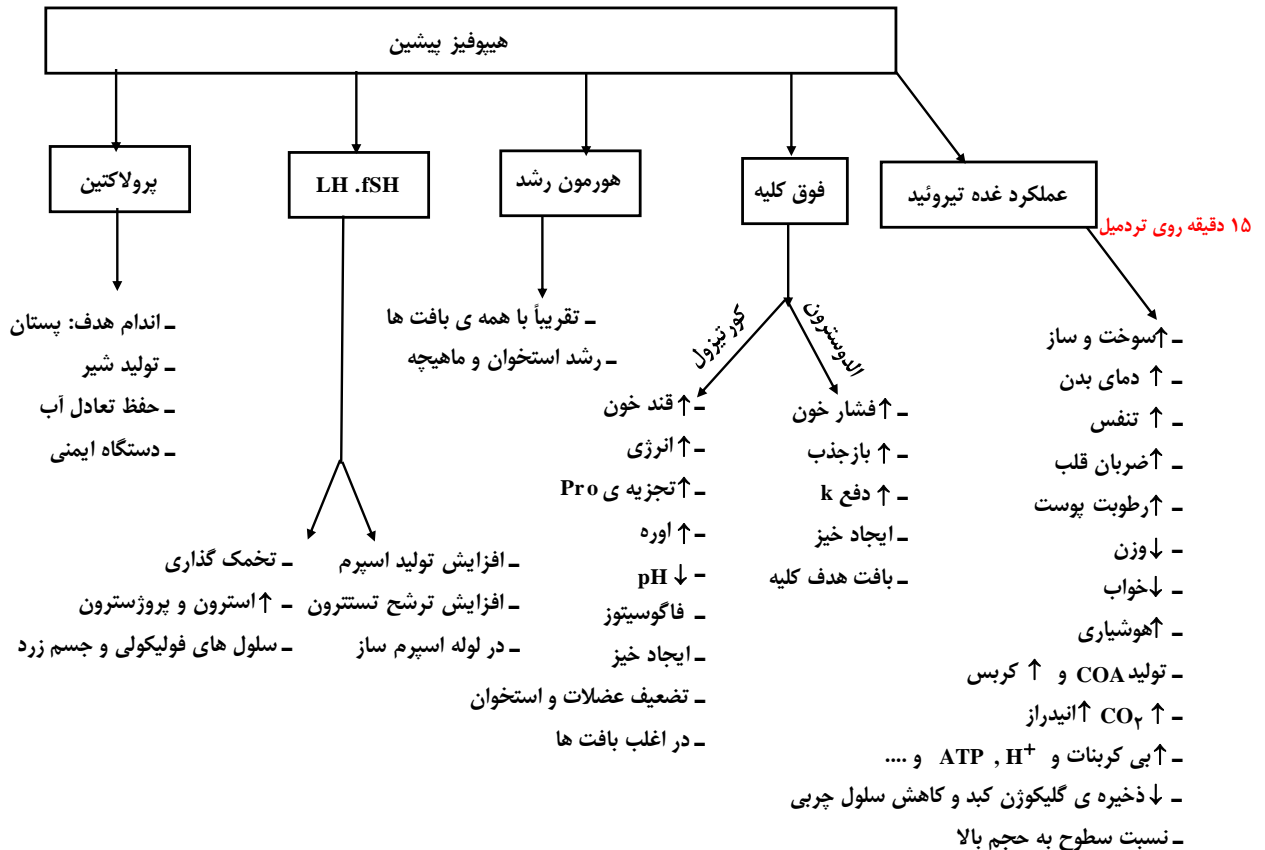 هیپوفیز پیشین
عملکرد غده تیروئید
فوق کلیه
هورمون رشد
LH .fSH
پرولاکتین
۱۵ دقیقه روی تردمیل
ـ ↑سوخت و ساز
ـ ↑ دمای بدن
ـ ↑ تنفس
ـ ↑ضربان قلب
ـ ↑رطوبت پوست
ـ ↓وزن
ـ ↓خواب
ـ ↑هوشیاری
ـ تولید COA و ↑ کربس
ـ ↑ CO۲ ↑انیدراز
ـ ↑بی کربنات و H+ , ATP و ....
ـ ↓ذخیره ی گلیکوژن کبد و کاهش سلول چربی
ـ نسبت سطوح به حجم بالا
الدوسترون
ـ ↑فشار خون
ـ ↑ بازجذب
ـ ↑ دفع k
ـ ایجاد خیز
ـ بافت هدف کلیه
کورتیزول
ـ ↑ قند خون
ـ ↑انرژی
ـ ↑تجزیه ی Pro
ـ ↑ اوره
ـ ↓ pH
ـ فاگوسیتوز
ـ ایجاد خیز
ـ تضعیف عضلات و استخوان
ـ در اغلب بافت ها
ـ تقریباً با همه ی بافت ها
ـ رشد استخوان و ماهیچه
ـ افزایش تولید اسپرم
ـ افزایش ترشح تستترون
ـ در لوله اسپرم ساز
ـ تخمک گذاری
ـ ↑استرون و پروژسترون
ـ سلول های فولیکولی و جسم زرد
ـ اندام هدف: پستان
ـ تولید شیر
ـ حفظ تعادل آب
ـ دستگاه ایمنی